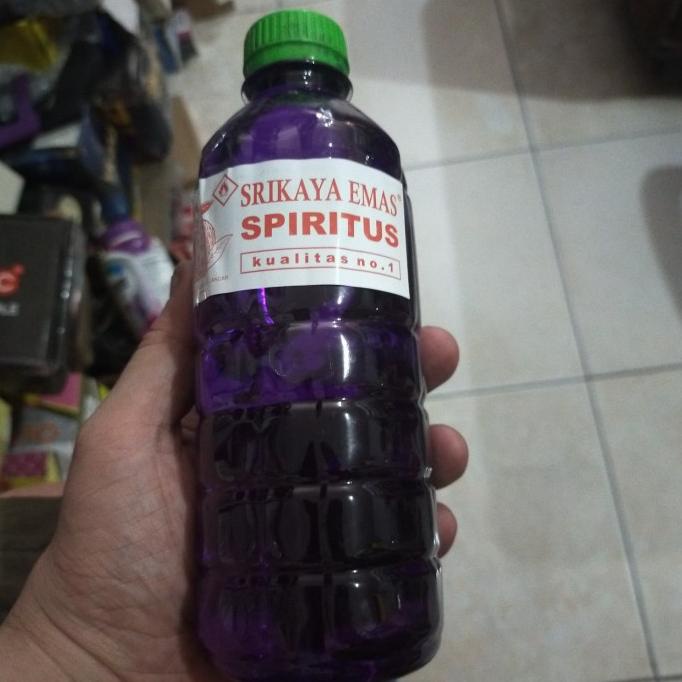 SRIKAYA EMAS®
SPIRITUS
kualitas no.1